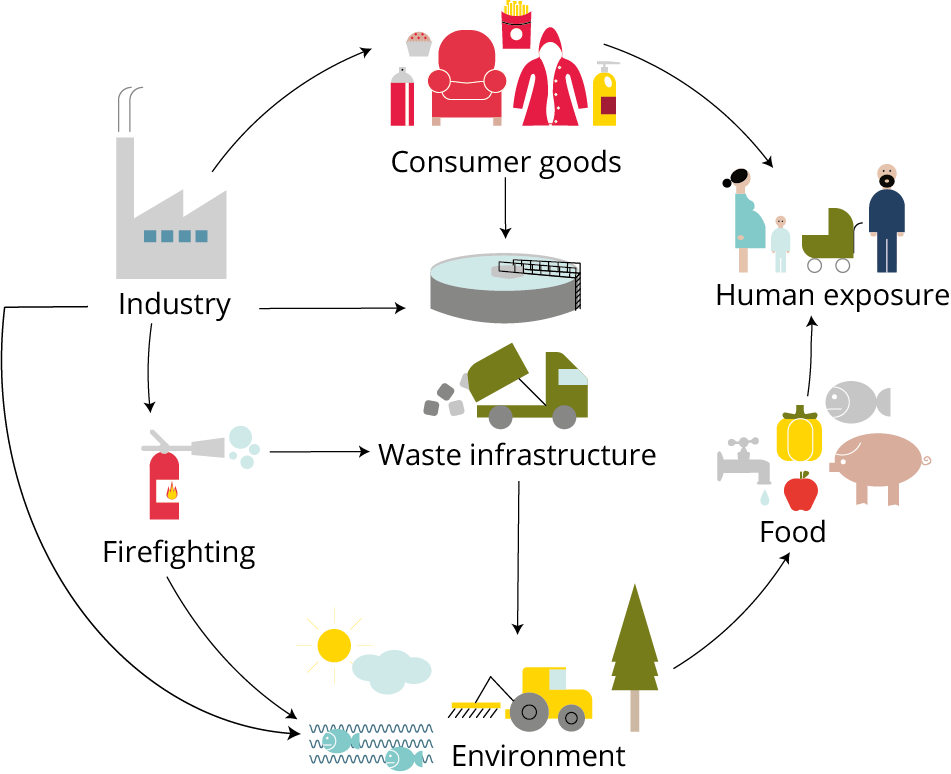 Consumer goods
Industry
Human exposure
Waste infrastructure
Firefighting
Food
Environment